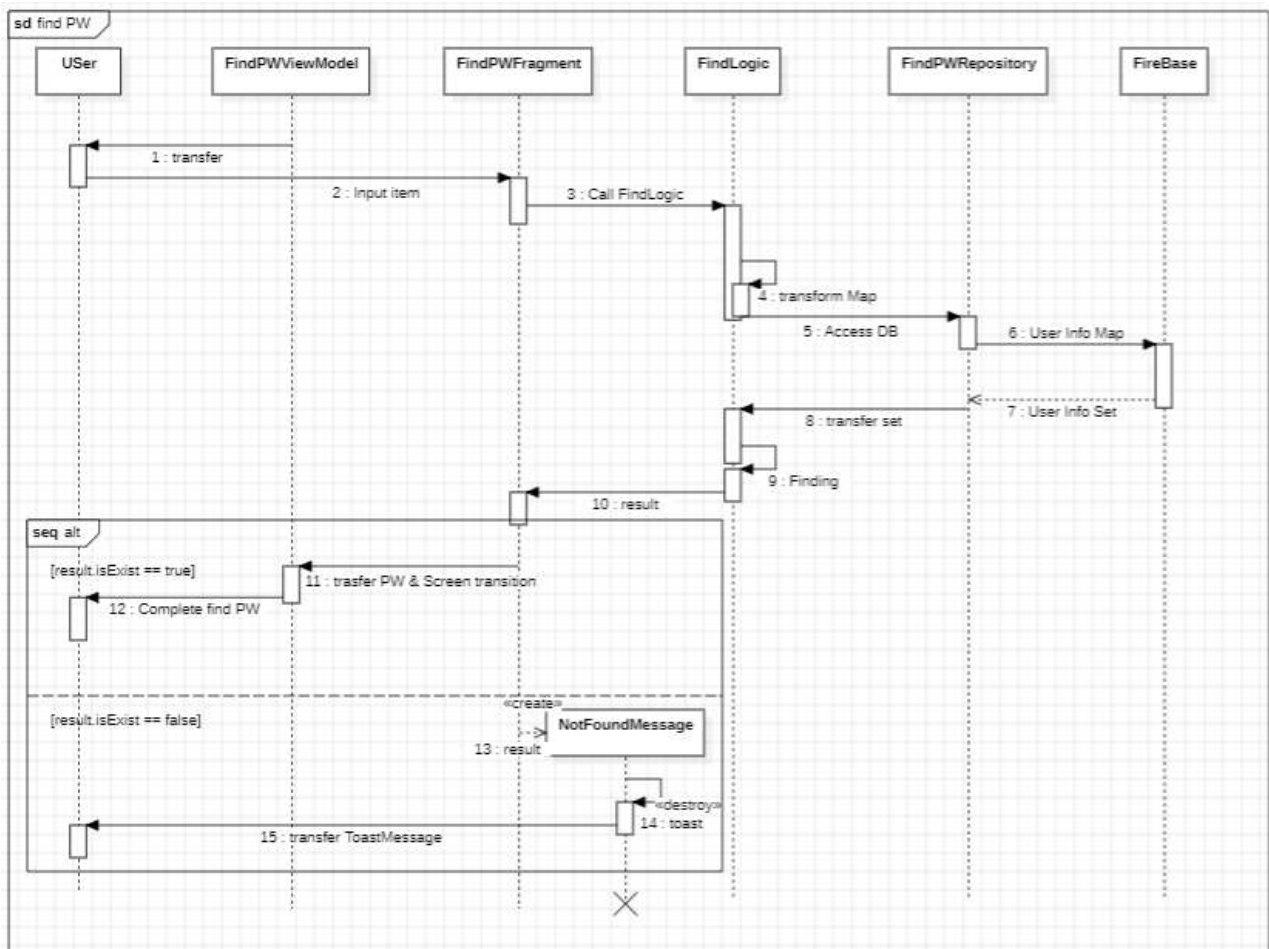 sd find PW
USer
FindPWViewModel
FindPWFragment
FindLogic
FindPWRepository
FireBase
1 : transfer
2 : Input item
3 : Call FindLogic
4 : transform Map
5 : Access DB
6 : User Info Map
7 : User Info Set
8 : transfer set
9 : Finding
10 : result
seq alt
[result.isExist == true]
11 : trasfer PW & Screen transition
12 : Complete find PW
[result.isExist == false]
«create»
NotFoundMessage
13 : result
«destroy»
14 : toast
15 : transfer ToastMessage